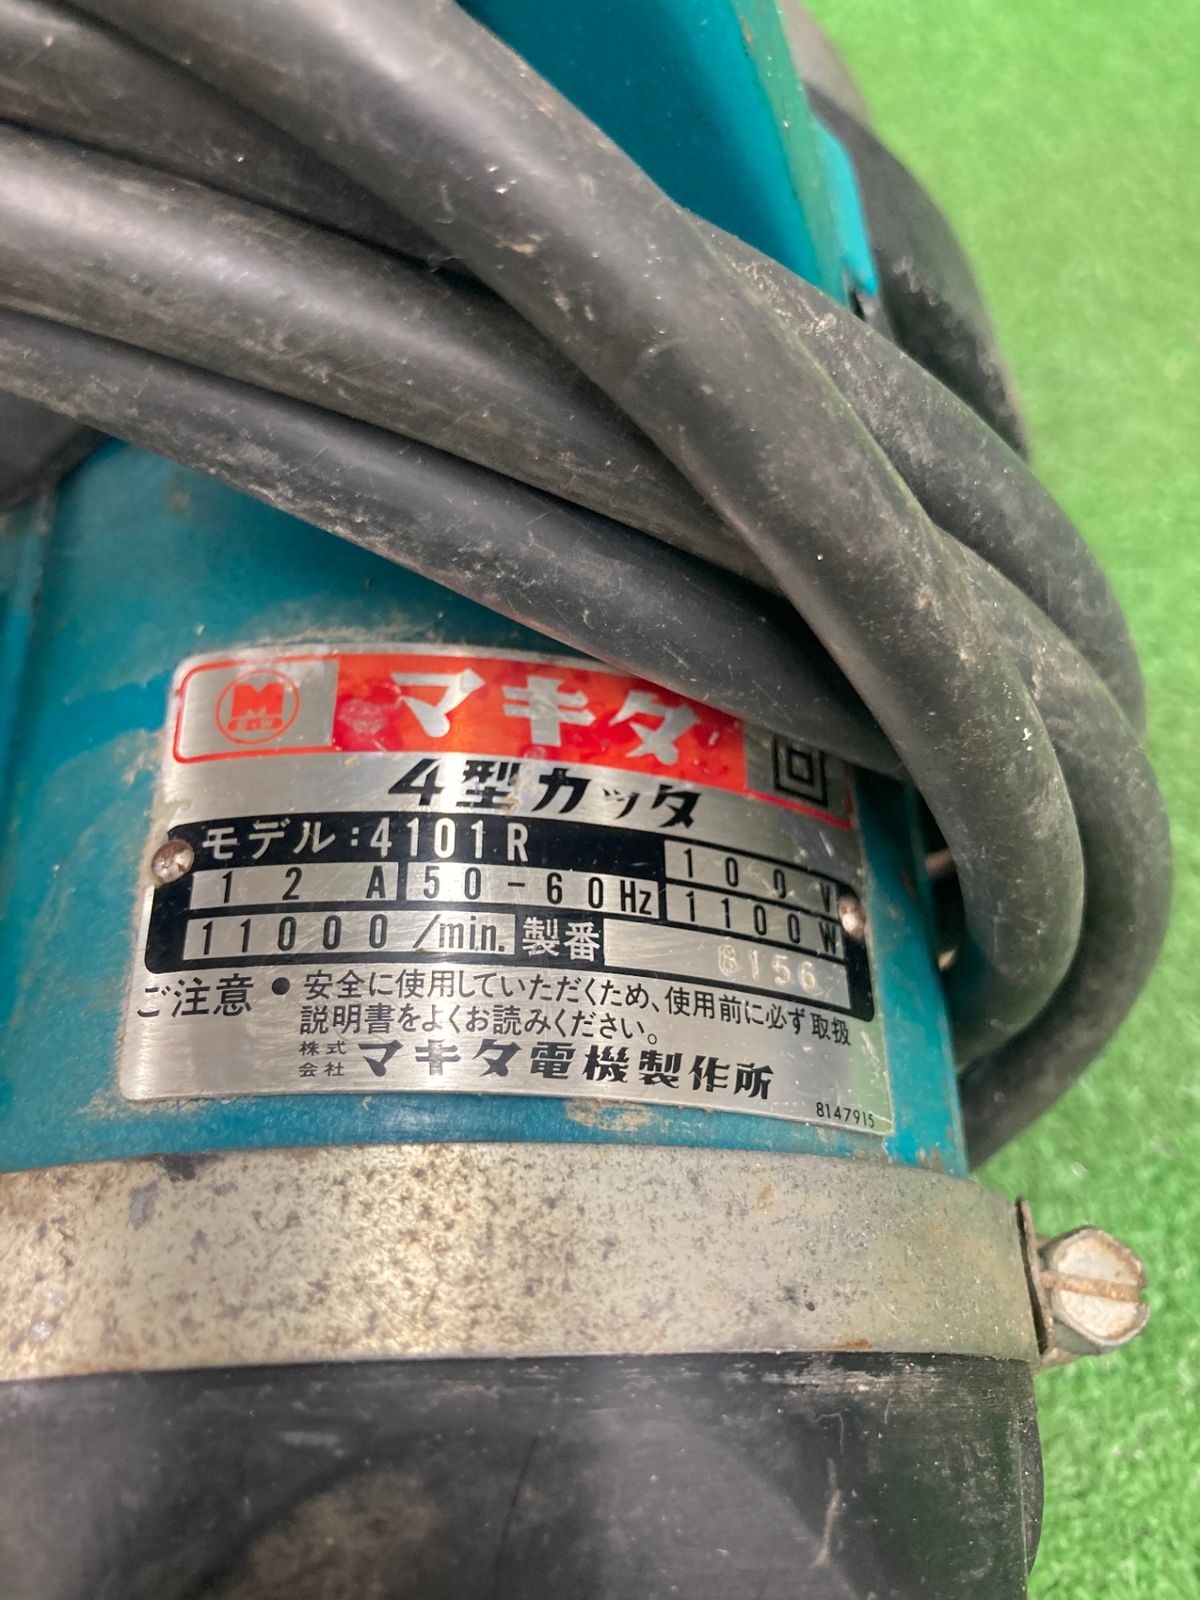 M
マキタ
4型カッタ
モデル:4101R
100V
12A 50-60Hz 1100W
11000/min. 製番 8156
ご注意 ● 安全に使用していただくため、使用前に必ず取扱
説明書をよくお読みください。
株式会社 マキタ電機製作所
8147915